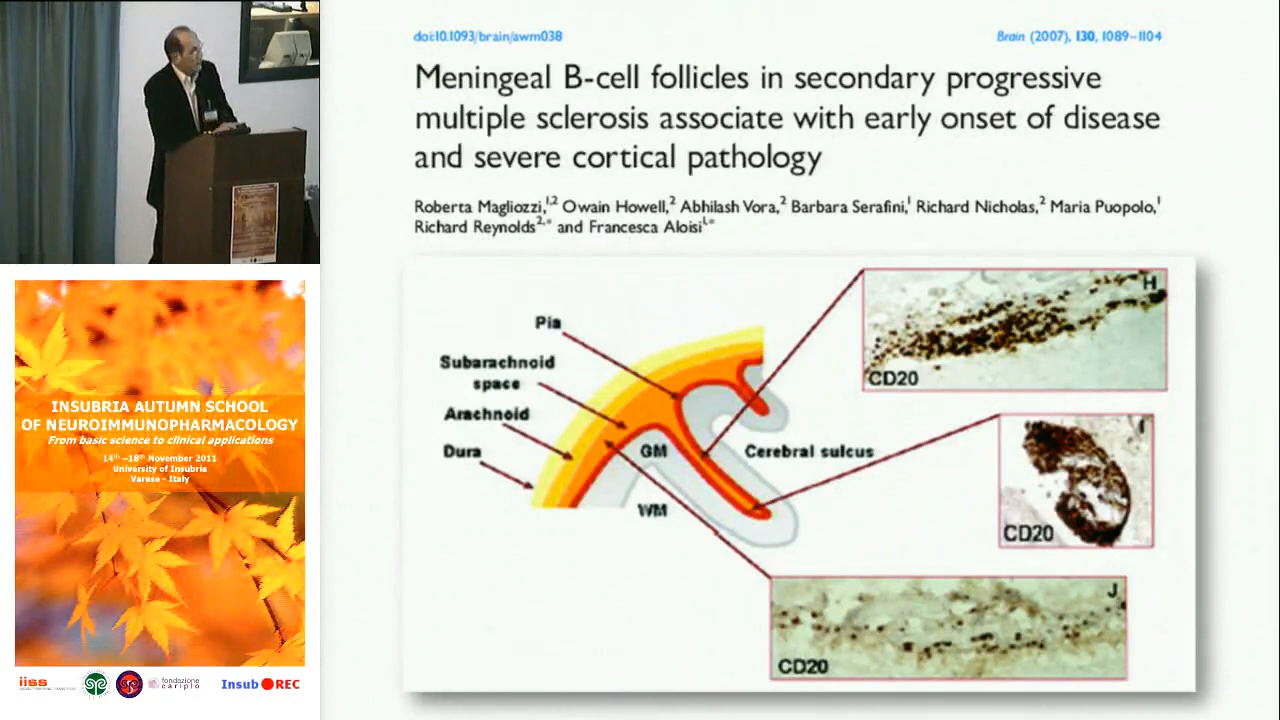 doi:10.1093/brain/awm038
Brain (2007), 130, 1089–1104
Meningeal B-cell follicles in secondary progressive
multiple sclerosis associate with early onset of disease
and severe cortical pathology
Roberta Magliozzi,1,2 Owain Howell,2 Abhilash Vora,2 Barbara Serafini,1 Richard Nicholas,2 Maria Puopolo,1
Richard Reynolds2,* and Francesca Aloisi1,*
Pia
Subarachnoid
space
Arachnoid
Dura
GM
WM
Cerebral sulcus
H
CD20
I
CD20
J
CD20
INSUBRIA AUTUMN SCHOOL
OF NEUROIMMUNOPHARMACOLOGY
From basic science to clinical applications
14th –18th November 2011
University of Insubria
Varese - Italy
iiss
fondazione
cariplo
Insub REC